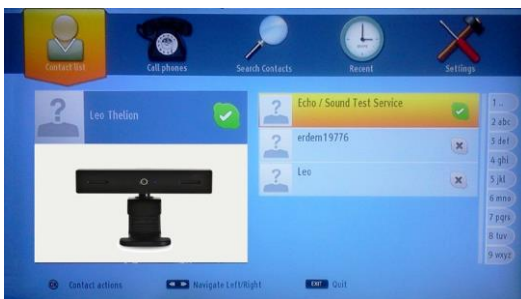 Contact list
Call phones
Search Contacts
Recent
Settings
Leo Thelion
Echo / Sound Test Service
erdem19776
Leo
1 ..
2 abc
3 def
4 ghi
5 jkl
6 mno
7 pqrs
8 tuv
9 wxyz
OK Contact actions
Navigate Left/Right
EXIT Quit